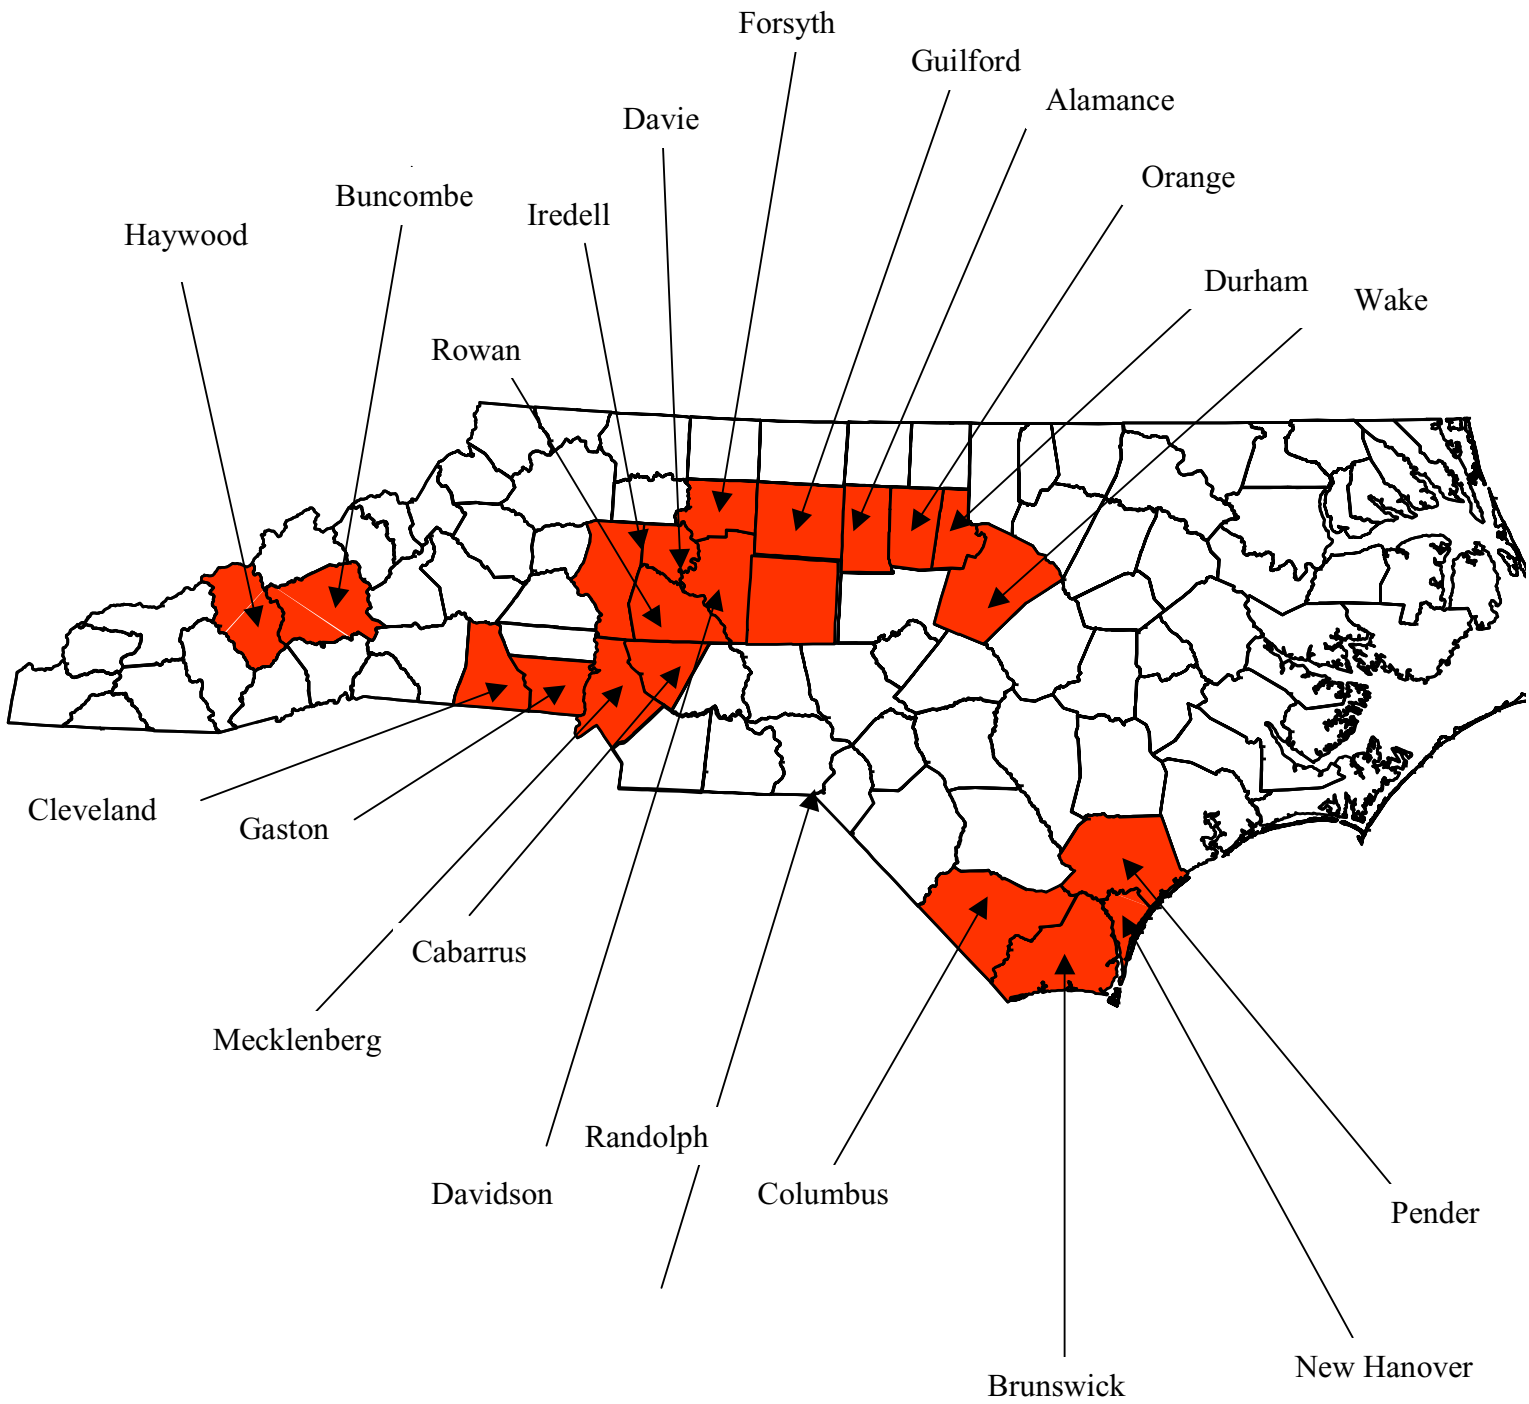 Forsyth
Guilford
Alamance
Davie
Orange
Buncombe
Iredell
Haywood
Durham
Wake
Rowan
Cleveland
Gaston
Cabarrus
Mecklenberg
Randolph
Davidson
Columbus
Pender
New Hanover
Brunswick